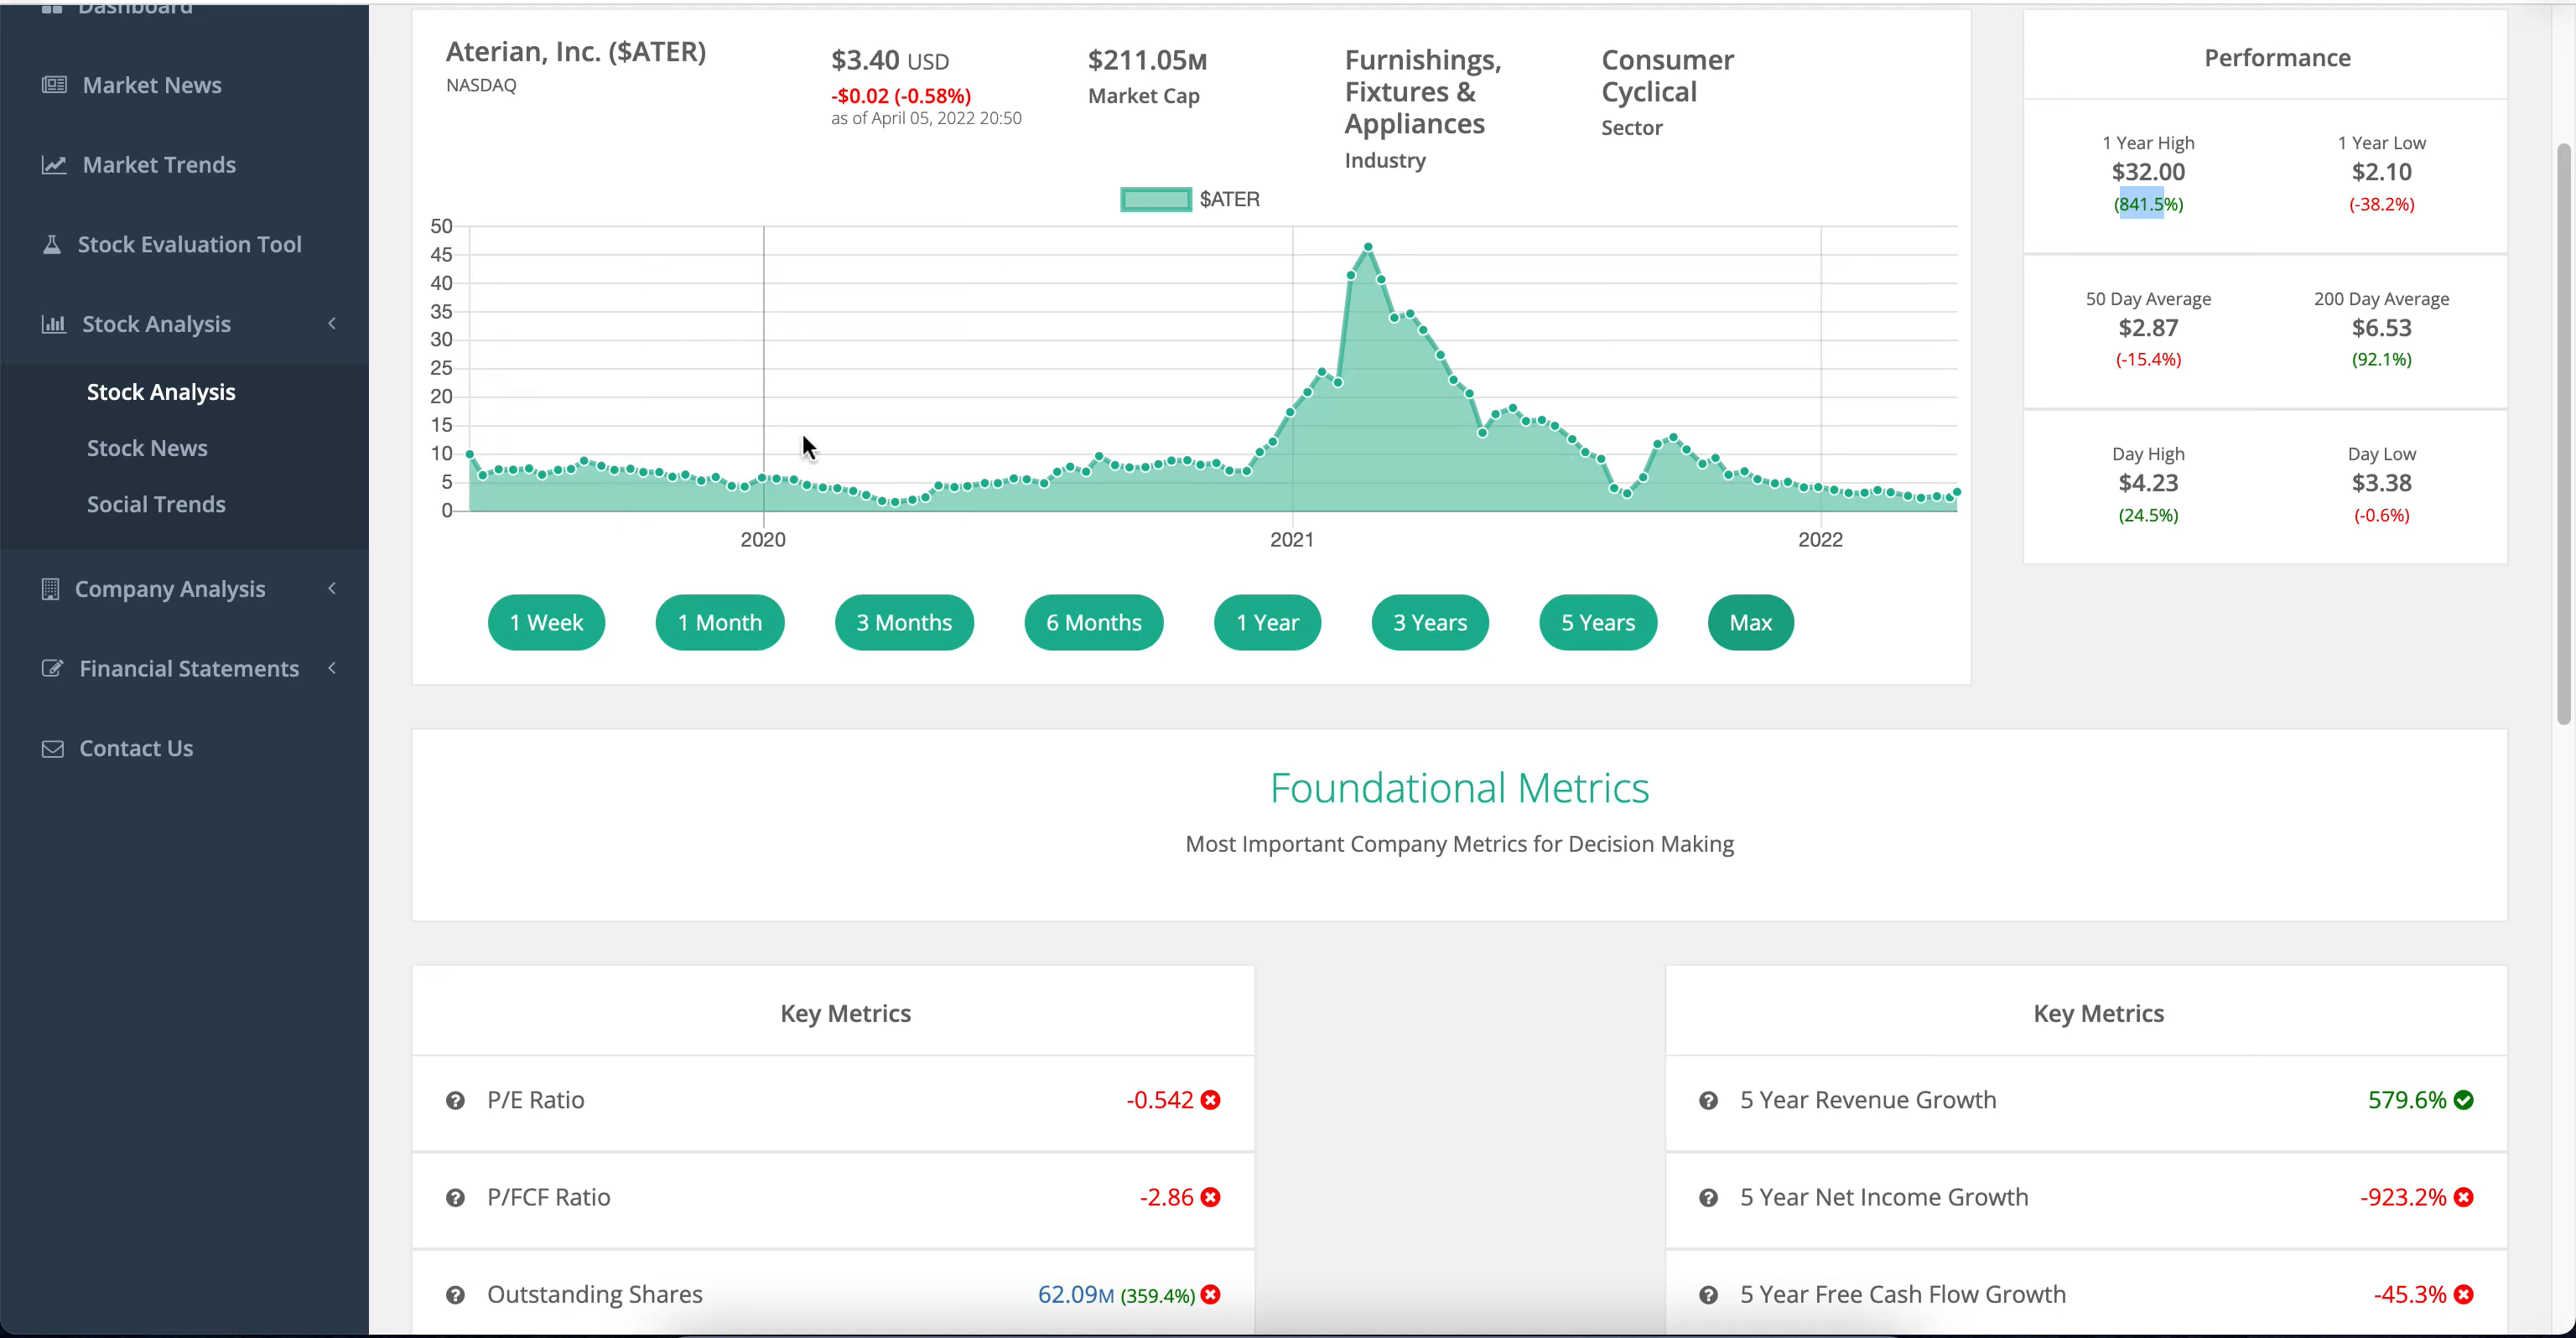 Dashboard
Market News
Market Trends
Stock Evaluation Tool
Stock Analysis
Stock Analysis
Stock News
Social Trends
Company Analysis
Financial Statements
Contact Us
Aterian, Inc. ($ATER)
NASDAQ
$3.40 USD
-$0.02 (-0.58%)
as of April 05, 2022 20:50
$211.05M
Market Cap
Furnishings,
Fixtures &
Appliances
Industry
Consumer
Cyclical
Sector
$ATER
50
45
40
35
30
25
20
15
10
5
0
2020 2021 2022
1 Week 1 Month 3 Months 6 Months 1 Year 3 Years 5 Years Max
Performance
1 Year High
$32.00
(841.5%)
1 Year Low
$2.10
(-38.2%)
50 Day Average
$2.87
(-15.4%)
200 Day Average
$6.53
(92.1%)
Day High
$4.23
(24.5%)
Day Low
$3.38
(-0.6%)
Foundational Metrics
Most Important Company Metrics for Decision Making
Key Metrics
P/E Ratio -0.542
P/FCF Ratio -2.86
Outstanding Shares 62.09M (359.4%)
Key Metrics
5 Year Revenue Growth 579.6%
5 Year Net Income Growth -923.2%
5 Year Free Cash Flow Growth -45.3%